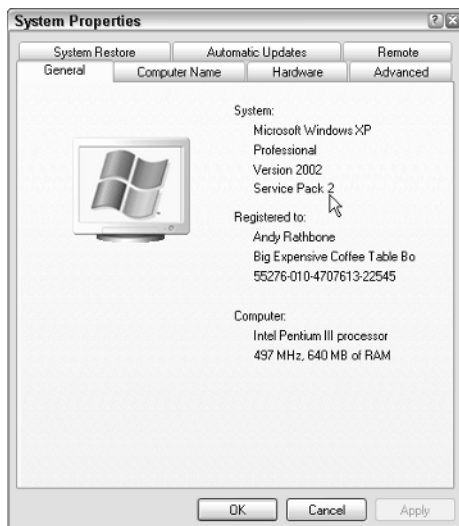 System Properties
System Restore Automatic Updates Remote
General Computer Name Hardware Advanced
System:
Microsoft Windows XP
Professional
Version 2002
Service Pack 2
Registered to:
Andy Rathbone
Big Expensive Coffee Table Bo
55276-010-4707613-22545
Computer:
Intel Pentium III processor
497 MHz, 640 MB of RAM
OK Cancel Apply